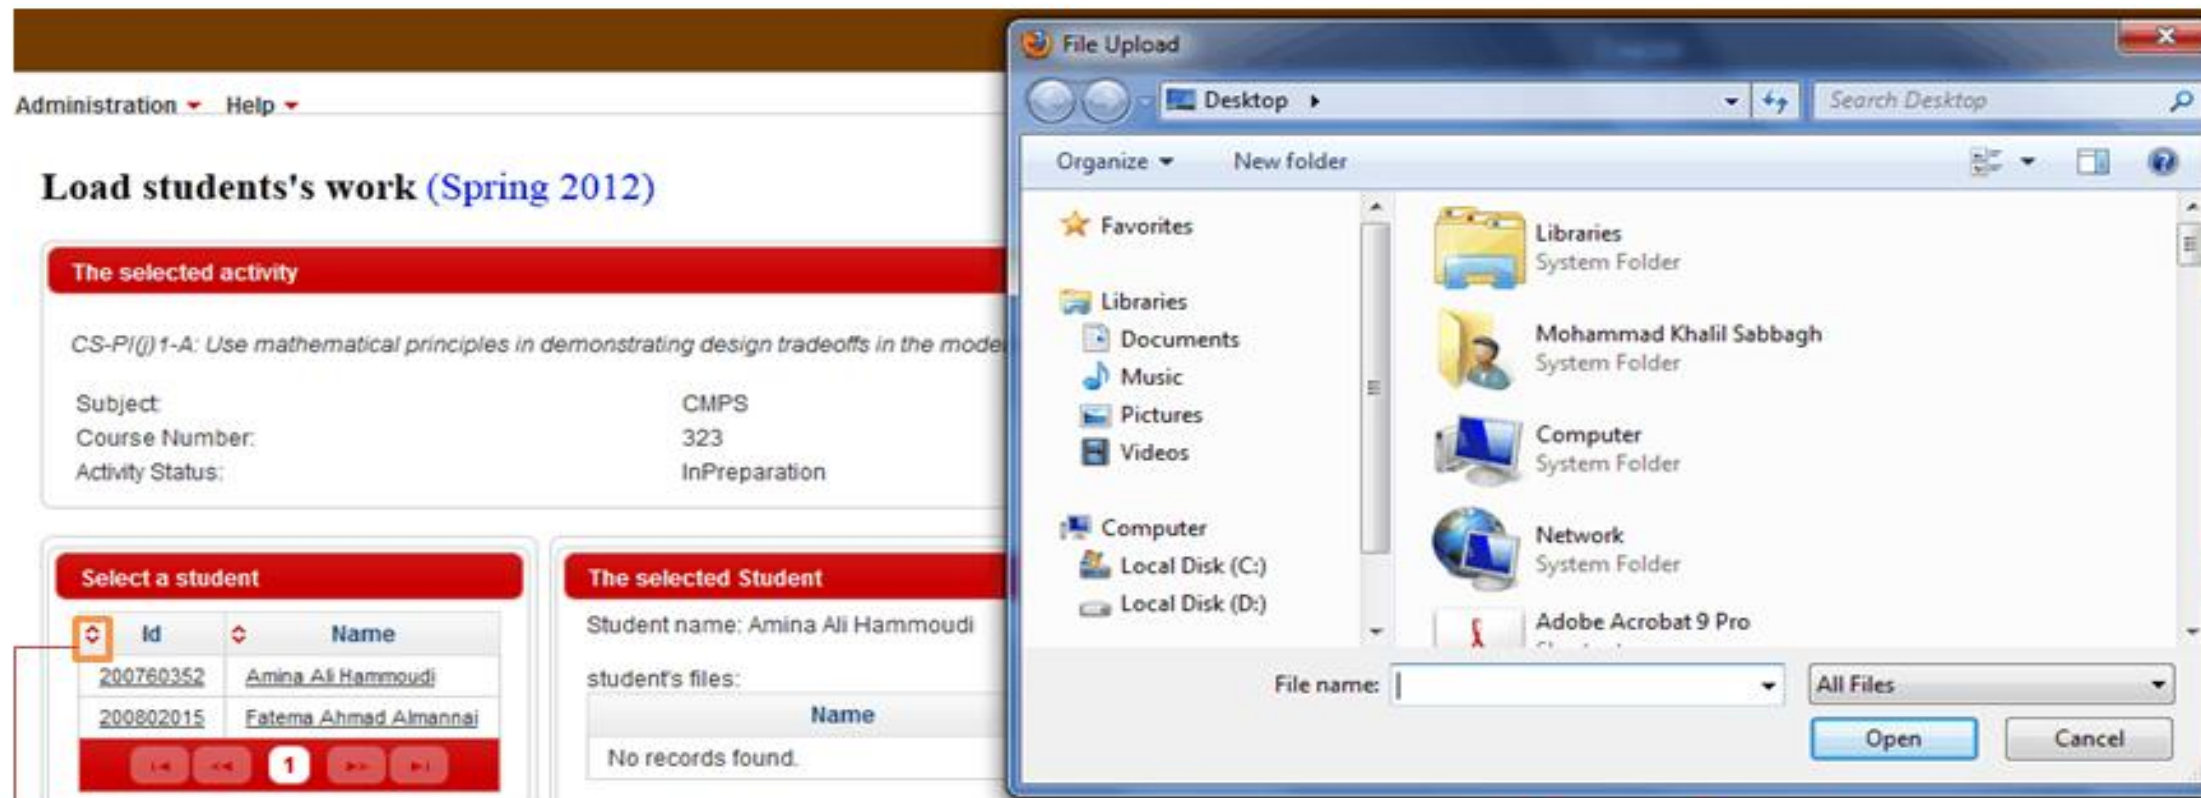 Administration Help
Load students's work (Spring 2012)
The selected activity
CS-PI(j)1-A: Use mathematical principles in demonstrating design tradeoffs in the mode
Subject: CMPS
Course Number: 323
Activity Status: InPreparation
Select a student
Id Name
200760352 Amina Ali Hammoudi
200802015 Fatema Ahmad Almannai
1
The selected Student
Student name: Amina Ali Hammoudi
student's files:
Name
No records found.
File Upload
Desktop
Search Desktop
Organize New folder
Favorites
Libraries
Documents
Music
Pictures
Videos
Computer
Local Disk (C:)
Local Disk (D:)
Libraries
System Folder
Mohammad Khalil Sabbagh
System Folder
Computer
System Folder
Network
System Folder
Adobe Acrobat 9 Pro
File name: All Files
Open Cancel